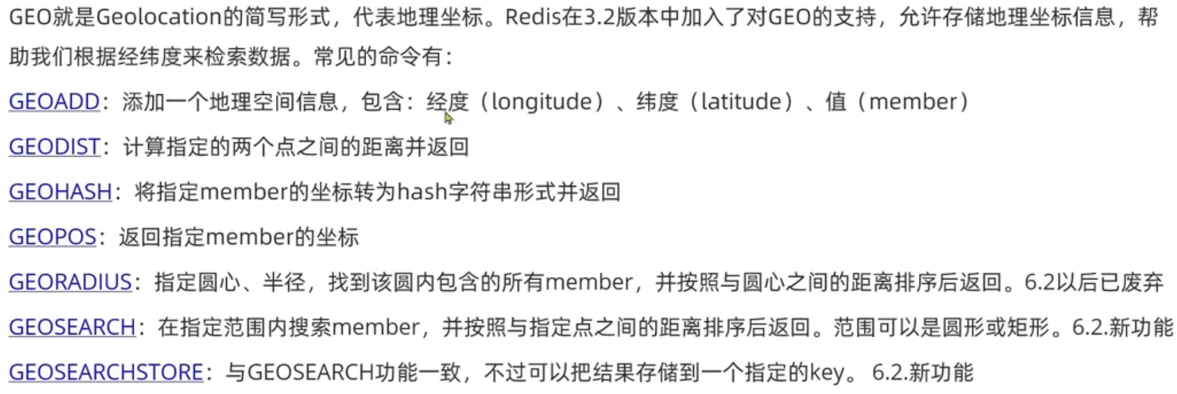 GEO就是Geolocation的简写形式，代表地理坐标。Redis在3.2版本中加入了对GEO的支持，允许存储地理坐标信息，帮
助我们根据经纬度来检索数据。常见的命令有：
GEOADD：添加一个地理空间信息，包含：经度（longitude）、纬度（latitude）、值（member）
GEODIST：计算指定的两个点之间的距离并返回
GEOHASH：将指定member的坐标转为hash字符串形式并返回
GEOPOS：返回指定member的坐标
GEORADIUS：指定圆心、半径，找到该圆内包含的所有member，并按照与圆心之间的距离排序后返回。6.2以后已废弃
GEOSEARCH：在指定范围内搜索member，并按照与指定点之间的距离排序后返回。范围可以是圆形或矩形。6.2.新功能
GEOSEARCHSTORE：与GEOSEARCH功能一致，不过可以把结果存储到一个指定的key。 6.2.新功能